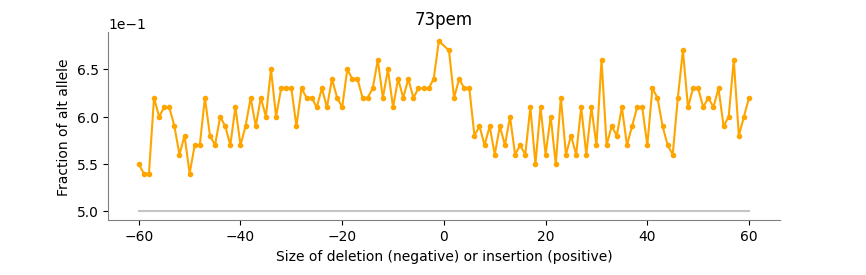 73pem
1e−1
Fraction of alt allele
6.5
6.0
5.5
5.0
−60
−40
−20
0
20
40
60
Size of deletion (negative) or insertion (positive)